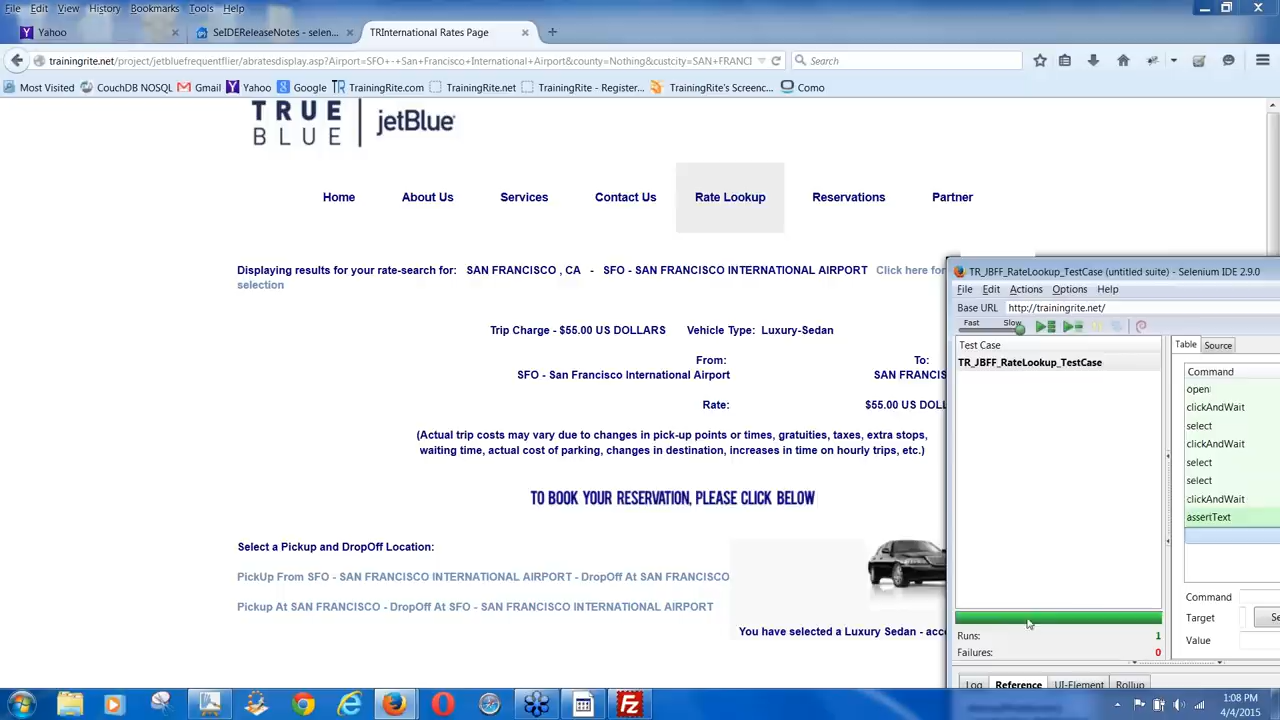 File Edit View History Bookmarks Tools Help
Yahoo
SeIDEReleaseNotes - selen...
TRInternational Rates Page
trainingrite.net/project/jetbluefrequentflier/abratesdisplay.asp?Airport=SFO+-+San+Francisco+International+Airport&county=Nothing&custcity=SAN+FRANCI
Search
Most Visited CouchDB NOSQL Gmail Yahoo Google TrainingRite.com TrainingRite.net TrainingRite - Register... TrainingRite's Screenc... Como
TRUE
BLUE
jetBlue
Home About Us Services Contact Us Rate Lookup Reservations Partner
Displaying results for your rate-search for: SAN FRANCISCO , CA - SFO - SAN FRANCISCO INTERNATIONAL AIRPORT Click here for
selection
Trip Charge - $55.00 US DOLLARS Vehicle Type: Luxury-Sedan
From: To:
SFO - San Francisco International Airport SAN FRANCIS
Rate: $55.00 US DOLL
(Actual trip costs may vary due to changes in pick-up points or times, gratuities, taxes, extra stops,
waiting time, actual cost of parking, changes in destination, increases in time on hourly trips, etc.)
TO BOOK YOUR RESERVATION, PLEASE CLICK BELOW
Select a Pickup and DropOff Location:
PickUp From SFO - SAN FRANCISCO INTERNATIONAL AIRPORT - DropOff At SAN FRANCISCO
Pickup At SAN FRANCISCO - DropOff At SFO - SAN FRANCISCO INTERNATIONAL AIRPORT
You have selected a Luxury Sedan - acc
TR_JBFF_RateLookup_TestCase (untitled suite) - Selenium IDE 2.9.0
File Edit Actions Options Help
Base URL http://trainingrite.net/
Fast Slow
Test Case
TR_JBFF_RateLookup_TestCase
Table Source
Command
open
clickAndWait
select
clickAndWait
select
select
clickAndWait
assertText
Command
Target Se
Value
Runs: 1
Failures: 0
Log Reference UI-Element Rollup
1:08 PM
4/4/2015